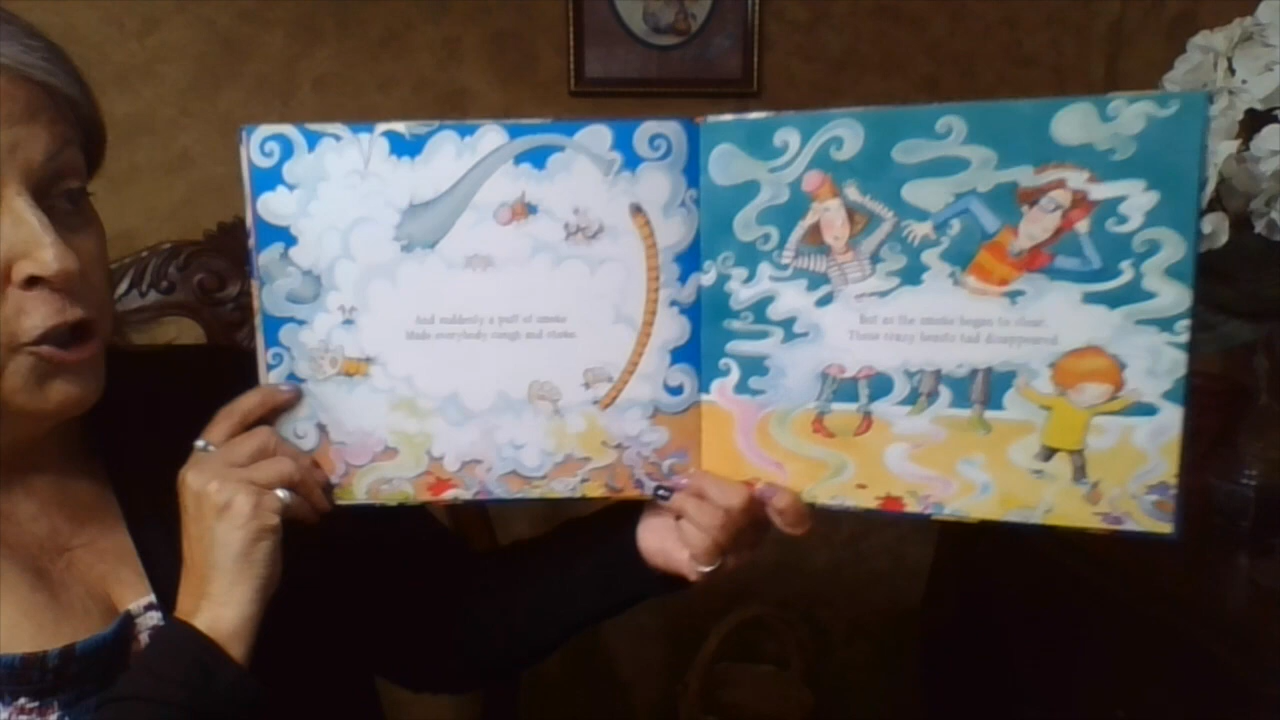 And suddenly a puff of smoke
Made everybody cough and choke.
But as the smoke began to clear,
Those crazy beasts had disappeared